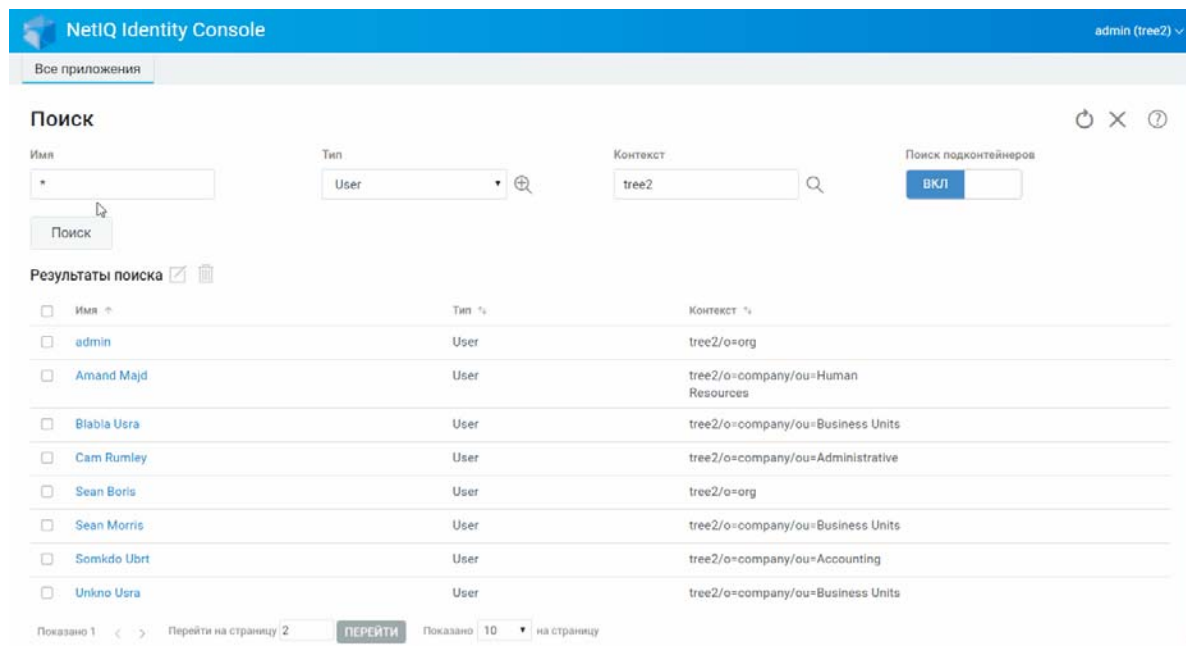 NetIQ Identity Console
admin (tree2)
Все приложения
Поиск
Имя Тип Контекст Поиск подконтейнеров
* User tree2 ВКЛ
Поиск
Результаты поиска
Имя Тип Контекст
admin User tree2/o=org
Amand Majd User tree2/o=company/ou=Human
Resources
Blabla Usra User tree2/o=company/ou=Business Units
Cam Rumley User tree2/o=company/ou=Administrative
Sean Boris User tree2/o=org
Sean Morris User tree2/o=company/ou=Business Units
Somkdo Ubrt User tree2/o=company/ou=Accounting
Unkno Usra User tree2/o=company/ou=Business Units
Показано 1 < > Перейти на страницу 2 ПЕРЕЙТИ Показано 10 на страницу